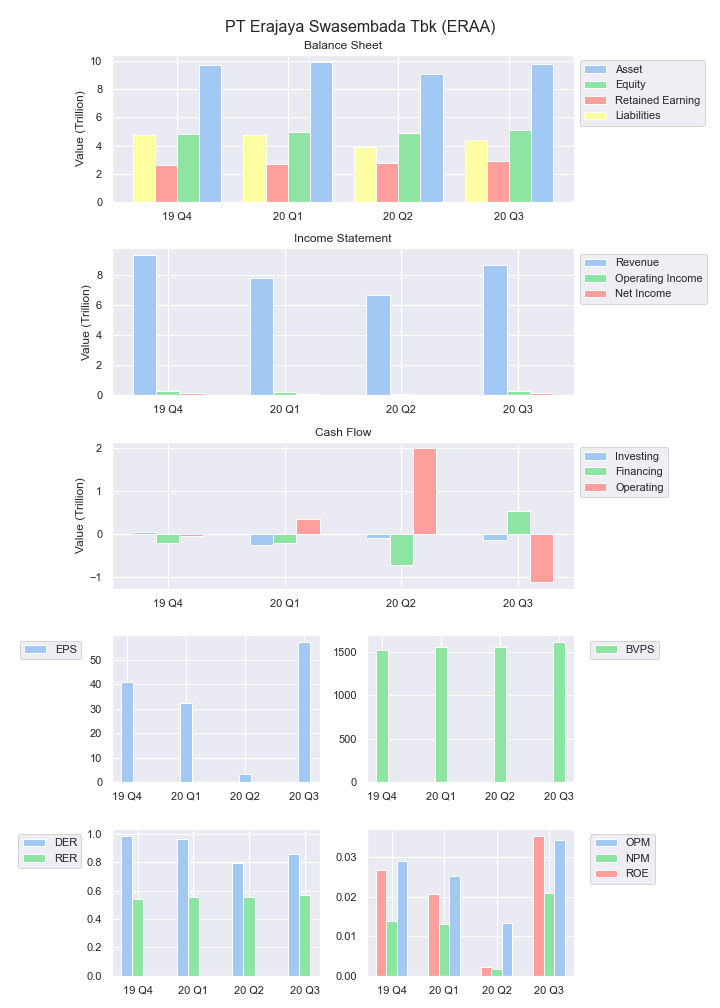 PT Erajaya Swasembada Tbk (ERAA)
Balance Sheet
Value (Trillion)
10
8
6
4
2
0
19 Q4 20 Q1 20 Q2 20 Q3
Asset
Equity
Retained Earning
Liabilities
Income Statement
Value (Trillion)
8
6
4
2
0
19 Q4 20 Q1 20 Q2 20 Q3
Revenue
Operating Income
Net Income
Cash Flow
Value (Trillion)
2
1
0
−1
19 Q4 20 Q1 20 Q2 20 Q3
Investing
Financing
Operating
EPS
50
40
30
20
10
0
19 Q4 20 Q1 20 Q2 20 Q3
1500
1000
500
0
19 Q4 20 Q1 20 Q2 20 Q3
BVPS
DER
RER
1.0
0.8
0.6
0.4
0.2
0.0
19 Q4 20 Q1 20 Q2 20 Q3
0.03
0.02
0.01
0.00
19 Q4 20 Q1 20 Q2 20 Q3
OPM
NPM
ROE